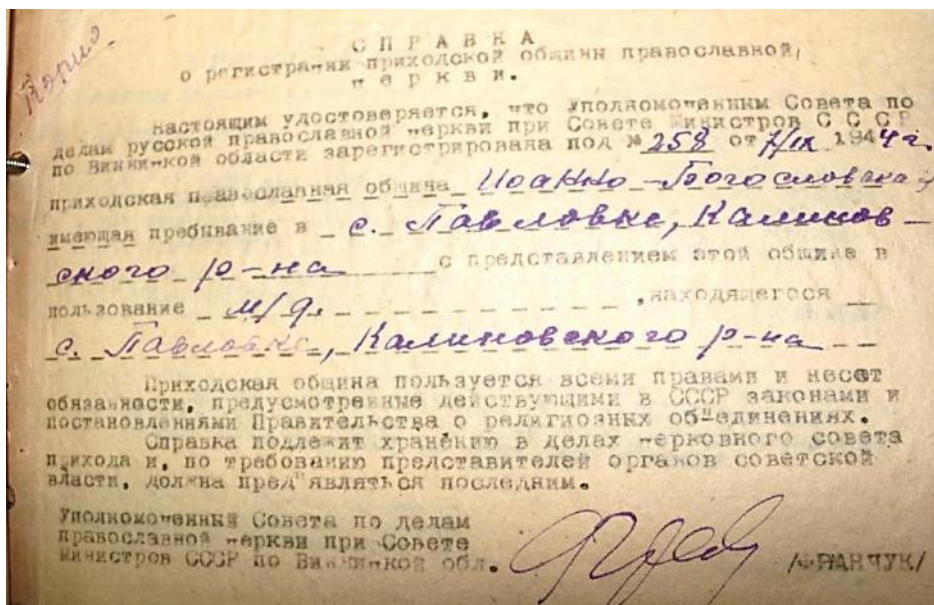 Копия
СПРАВКА
о регистрации приходской общины православной
церкви.
Настоящим удостоверяется, что Уполномоченным Совета по
делам русской православной церкви при Совете Министров СССР
по Винницкой области зарегистрирована под № 258 от 7/IX 1944 г.
приходская православная община Иоанно-Богословская
имеющая пребывание в с. Павловке, Калинов-
ского р-на с представлением этой общине в
пользование м/д. , находящегося
с. Павловке, Калиновского р-на
Приходская община пользуется всеми правами и несет
обязанности, предусмотренные действующими в СССР законами и
постановлениями Правительства о религиозных об"единениях.
Справка подлежит хранению в делах церковного совета
прихода и, по требованию представителей органов советской
власти, должна пред"являться последним.
Уполномоченный Совета по делам
православной церкви при Совете
Министров СССР по Винницкой обл.
/ФРАНЧУК/